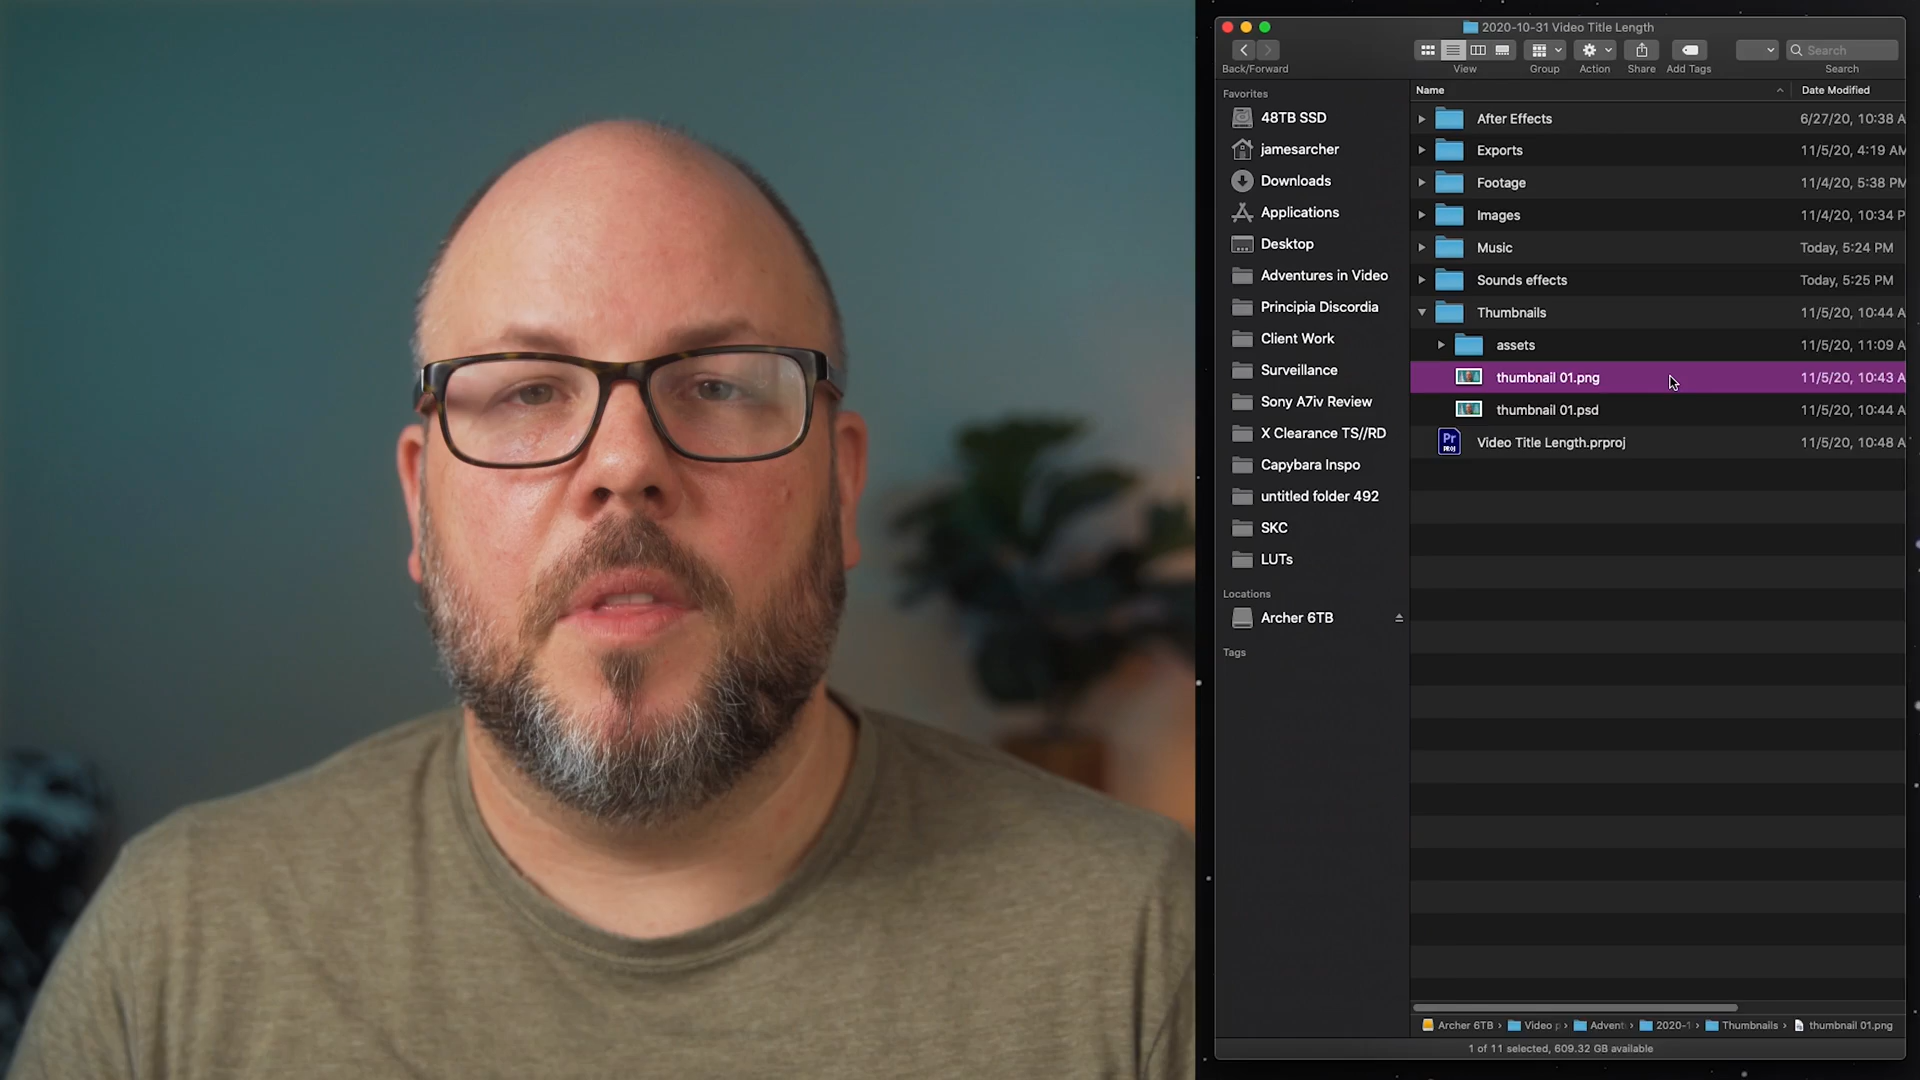 2020-10-31 Video Title Length
Search
Back/Forward
View
Group
Action
Share
Add Tags
Search
Favorites
48TB SSD
jamesarcher
Downloads
Applications
Desktop
Adventures in Video
Principia Discordia
Client Work
Surveillance
Sony A7iv Review
X Clearance TS//RD
Capybara Inspo
untitled folder 492
SKC
LUTs
Locations
Archer 6TB
Tags
Name
Date Modified
After Effects
6/27/20, 10:38 A
Exports
11/5/20, 4:19 AM
Footage
11/4/20, 5:38 PM
Images
11/4/20, 10:34 P
Music
Today, 5:24 PM
Sounds effects
Today, 5:25 PM
Thumbnails
11/5/20, 10:44 A
assets
11/5/20, 11:09 A
thumbnail 01.png
11/5/20, 10:43 A
thumbnail 01.psd
11/5/20, 10:44 A
Pr
PROJ
Video Title Length.prproj
11/5/20, 10:48 A
Archer 6TB › Video p › Advent › 2020-1 › Thumbnails › thumbnail 01.png
1 of 11 selected, 609.32 GB available